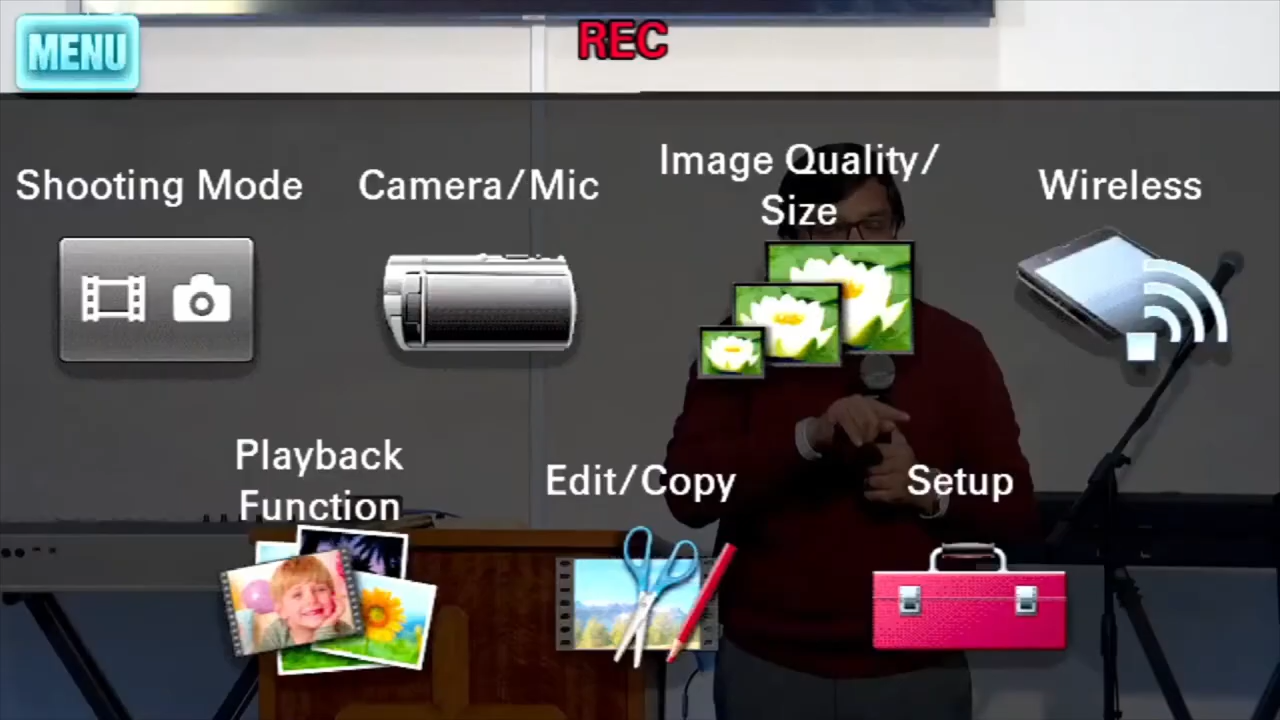 MENU
REC
Shooting Mode
Camera/Mic
Image Quality/
Size
Wireless
Playback
Function
Edit/Copy
Setup